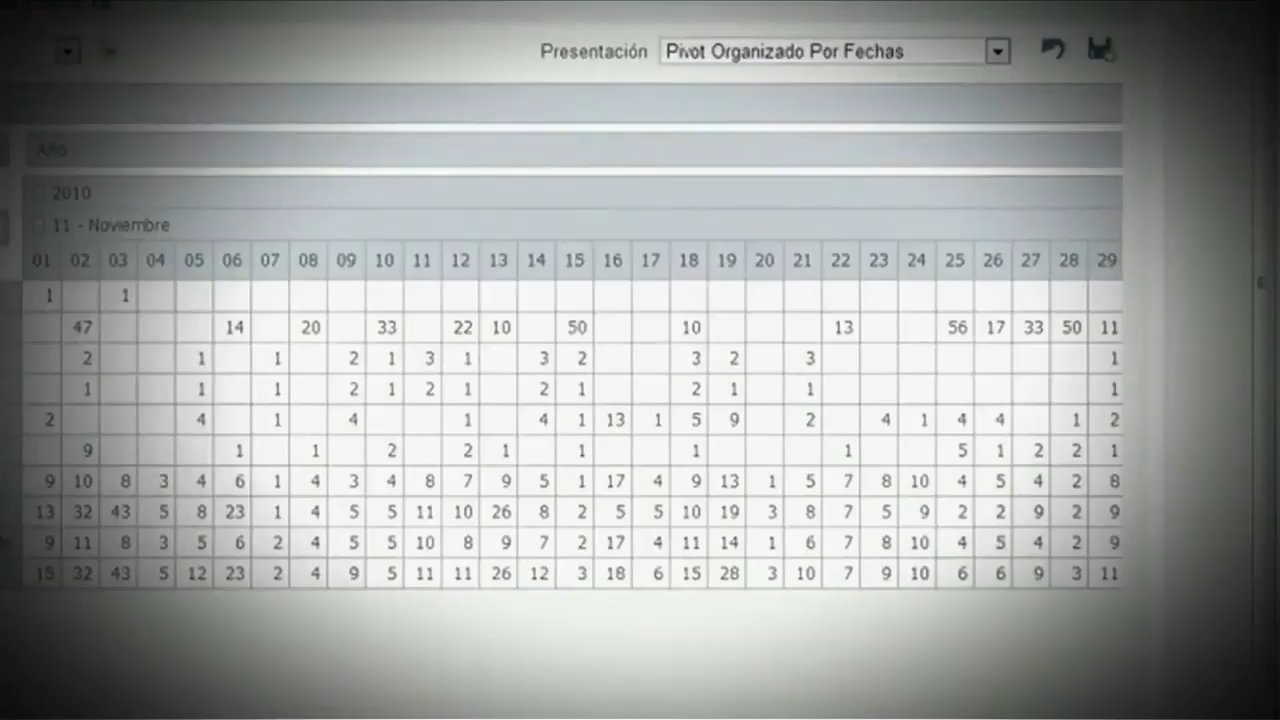 Presentación Pivot Organizado Por Fechas
Año
2010
11 - Noviembre
01 02 03 04 05 06 07 08 09 10 11 12 13 14 15 16 17 18 19 20 21 22 23 24 25 26 27 28 29
1 1
47 14 20 33 22 10 50 10 13 56 17 33 50 11
2 1 1 2 1 3 1 3 2 3 2 3 1
1 1 1 2 1 2 1 2 1 2 1 1 1
2 4 1 4 1 4 1 13 1 5 9 2 4 1 4 4 1 2
9 1 1 2 2 1 1 1 1 5 1 2 2 1
9 10 8 3 4 6 1 4 3 4 8 7 9 5 1 17 4 9 13 1 5 7 8 10 4 5 4 2 8
13 32 43 5 8 23 1 4 5 5 11 10 26 8 2 5 5 10 19 3 8 7 5 9 2 2 9 2 9
9 11 8 3 5 6 2 4 5 5 10 8 9 7 2 17 4 11 14 1 6 7 8 10 4 5 4 2 9
15 32 43 5 12 23 2 4 9 5 11 11 26 12 3 18 6 15 28 3 10 7 9 10 6 6 9 3 11